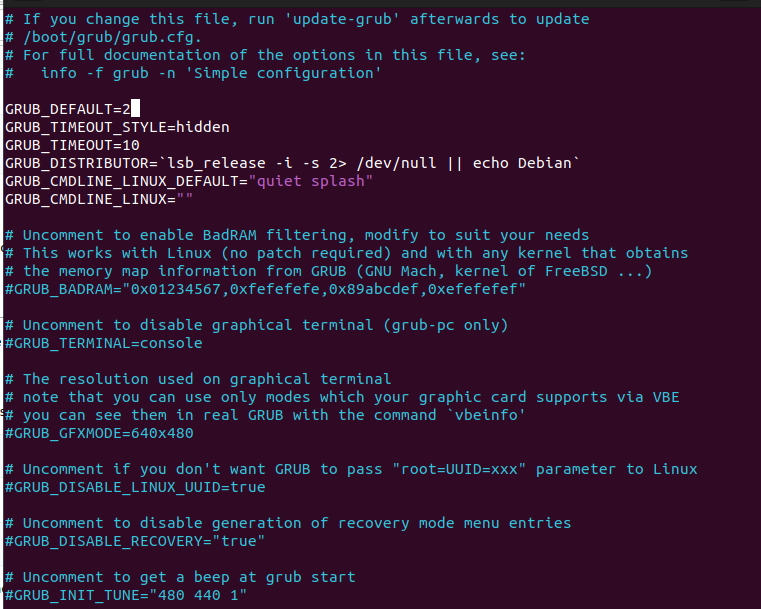 # If you change this file, run 'update-grub' afterwards to update
# /boot/grub/grub.cfg.
# For full documentation of the options in this file, see:
#   info -f grub -n 'Simple configuration'

GRUB_DEFAULT=2
GRUB_TIMEOUT_STYLE=hidden
GRUB_TIMEOUT=10
GRUB_DISTRIBUTOR=`lsb_release -i -s 2> /dev/null || echo Debian`
GRUB_CMDLINE_LINUX_DEFAULT="quiet splash"
GRUB_CMDLINE_LINUX=""

# Uncomment to enable BadRAM filtering, modify to suit your needs
# This works with Linux (no patch required) and with any kernel that obtains
# the memory map information from GRUB (GNU Mach, kernel of FreeBSD ...)
#GRUB_BADRAM="0x01234567,0xfefefefe,0x89abcdef,0xefefefef"

# Uncomment to disable graphical terminal (grub-pc only)
#GRUB_TERMINAL=console

# The resolution used on graphical terminal
# note that you can use only modes which your graphic card supports via VBE
# you can see them in real GRUB with the command `vbeinfo'
#GRUB_GFXMODE=640x480

# Uncomment if you don't want GRUB to pass "root=UUID=xxx" parameter to Linux
#GRUB_DISABLE_LINUX_UUID=true

# Uncomment to disable generation of recovery mode menu entries
#GRUB_DISABLE_RECOVERY="true"

# Uncomment to get a beep at grub start
#GRUB_INIT_TUNE="480 440 1"